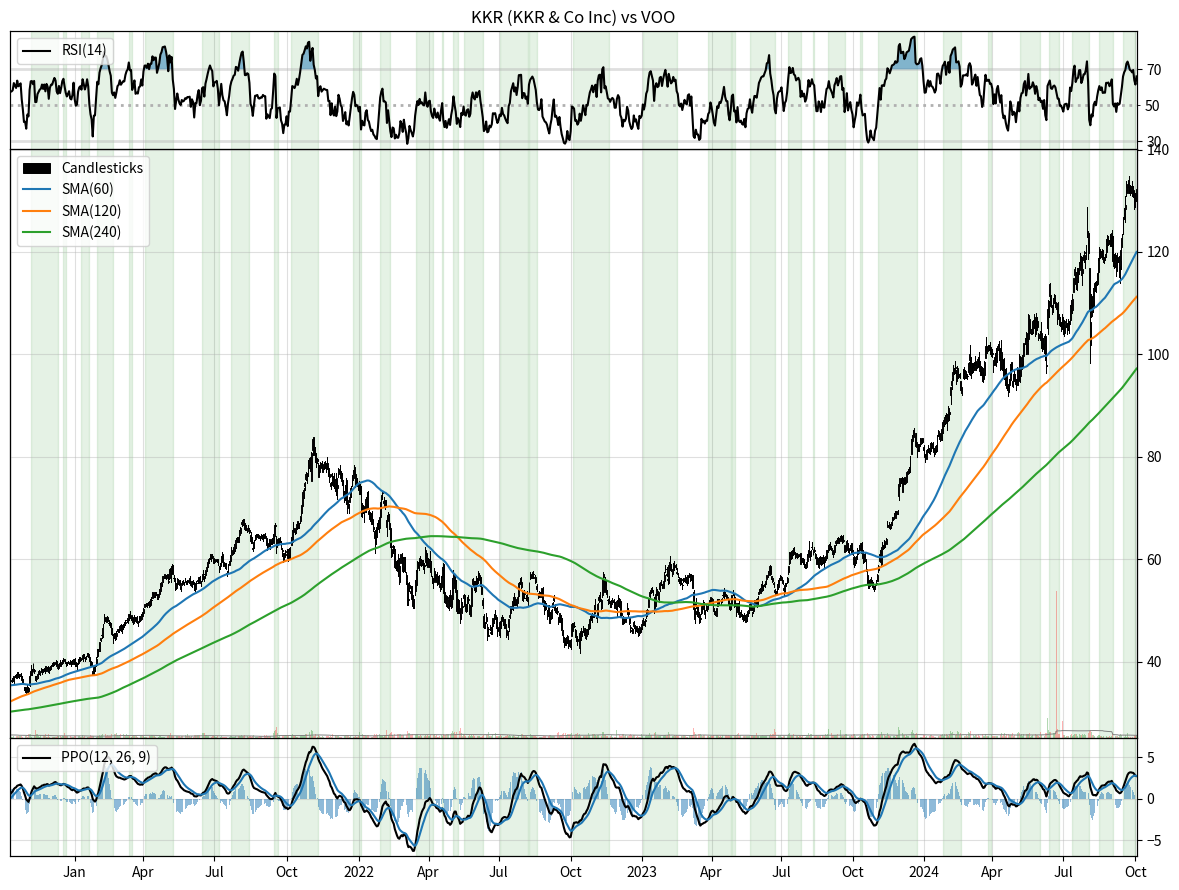 KKR (KKR & Co Inc) vs VOO
RSI(14)
70
50
30
140
Candlesticks
SMA(60)
SMA(120)
SMA(240)
120
100
80
60
40
PPO(12, 26, 9)
5
0
−5
Jan Apr Jul Oct 2022 Apr Jul Oct 2023 Apr Jul Oct 2024 Apr Jul Oct